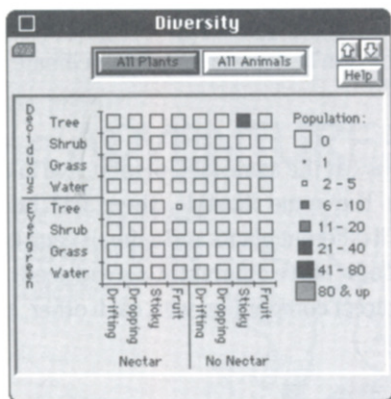 Diversity
All Plants All Animals
Help
Deciduous
Tree
Shrub
Grass
Water
Evergreen
Tree
Shrub
Grass
Water
Drifting
Dropping
Sticky
Fruit
Drifting
Dropping
Sticky
Fruit
Nectar No Nectar
Population:
0
1
2 - 5
6 - 10
11 - 20
21 - 40
41 - 80
80 & up